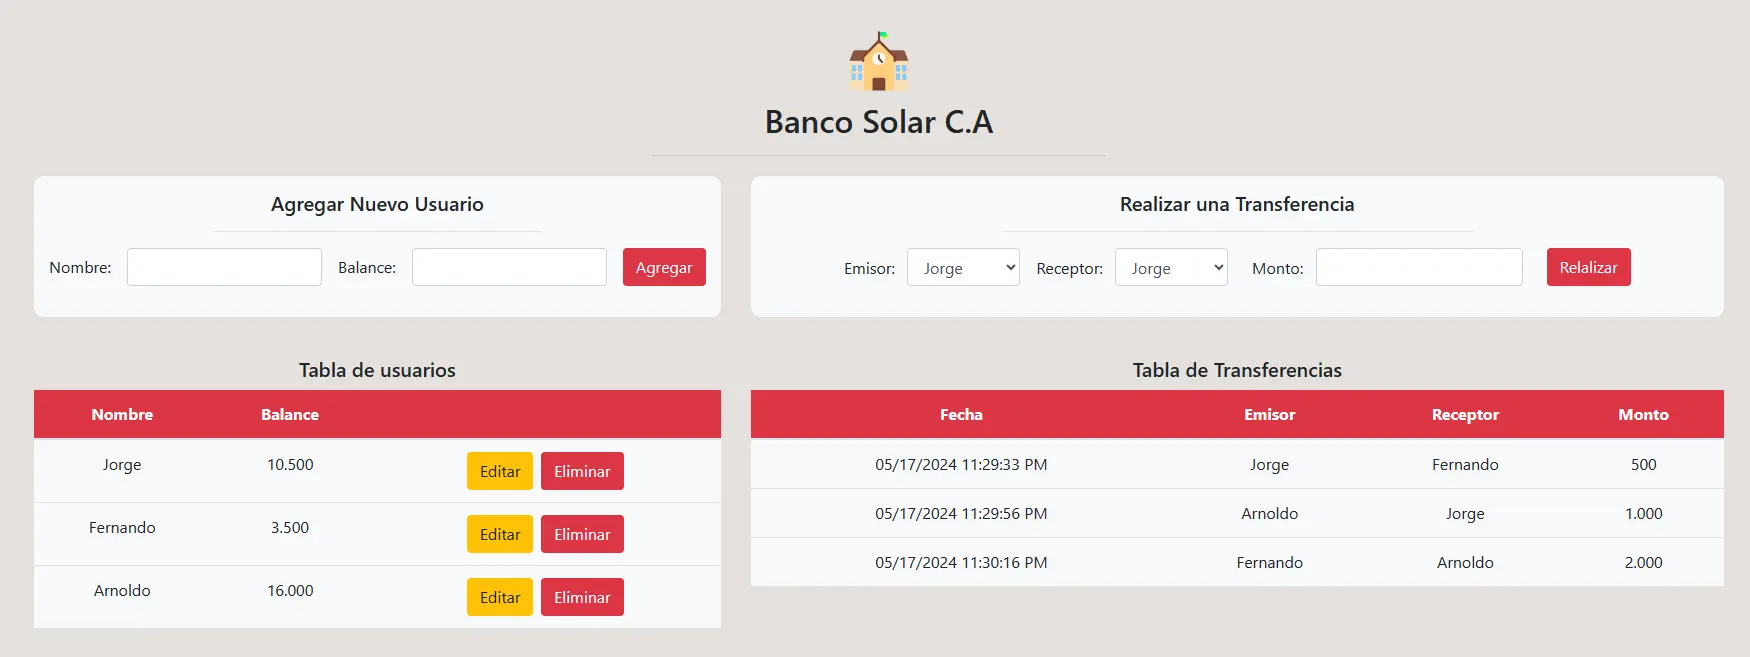 Banco Solar C.A
Agregar Nuevo Usuario
Nombre: Balance: Agregar
Realizar una Transferencia
Emisor: Jorge Receptor: Jorge Monto: Relalizar
Tabla de usuarios
Nombre Balance
Jorge 10.500 Editar Eliminar
Fernando 3.500 Editar Eliminar
Arnoldo 16.000 Editar Eliminar
Tabla de Transferencias
Fecha Emisor Receptor Monto
05/17/2024 11:29:33 PM Jorge Fernando 500
05/17/2024 11:29:56 PM Arnoldo Jorge 1.000
05/17/2024 11:30:16 PM Fernando Arnoldo 2.000